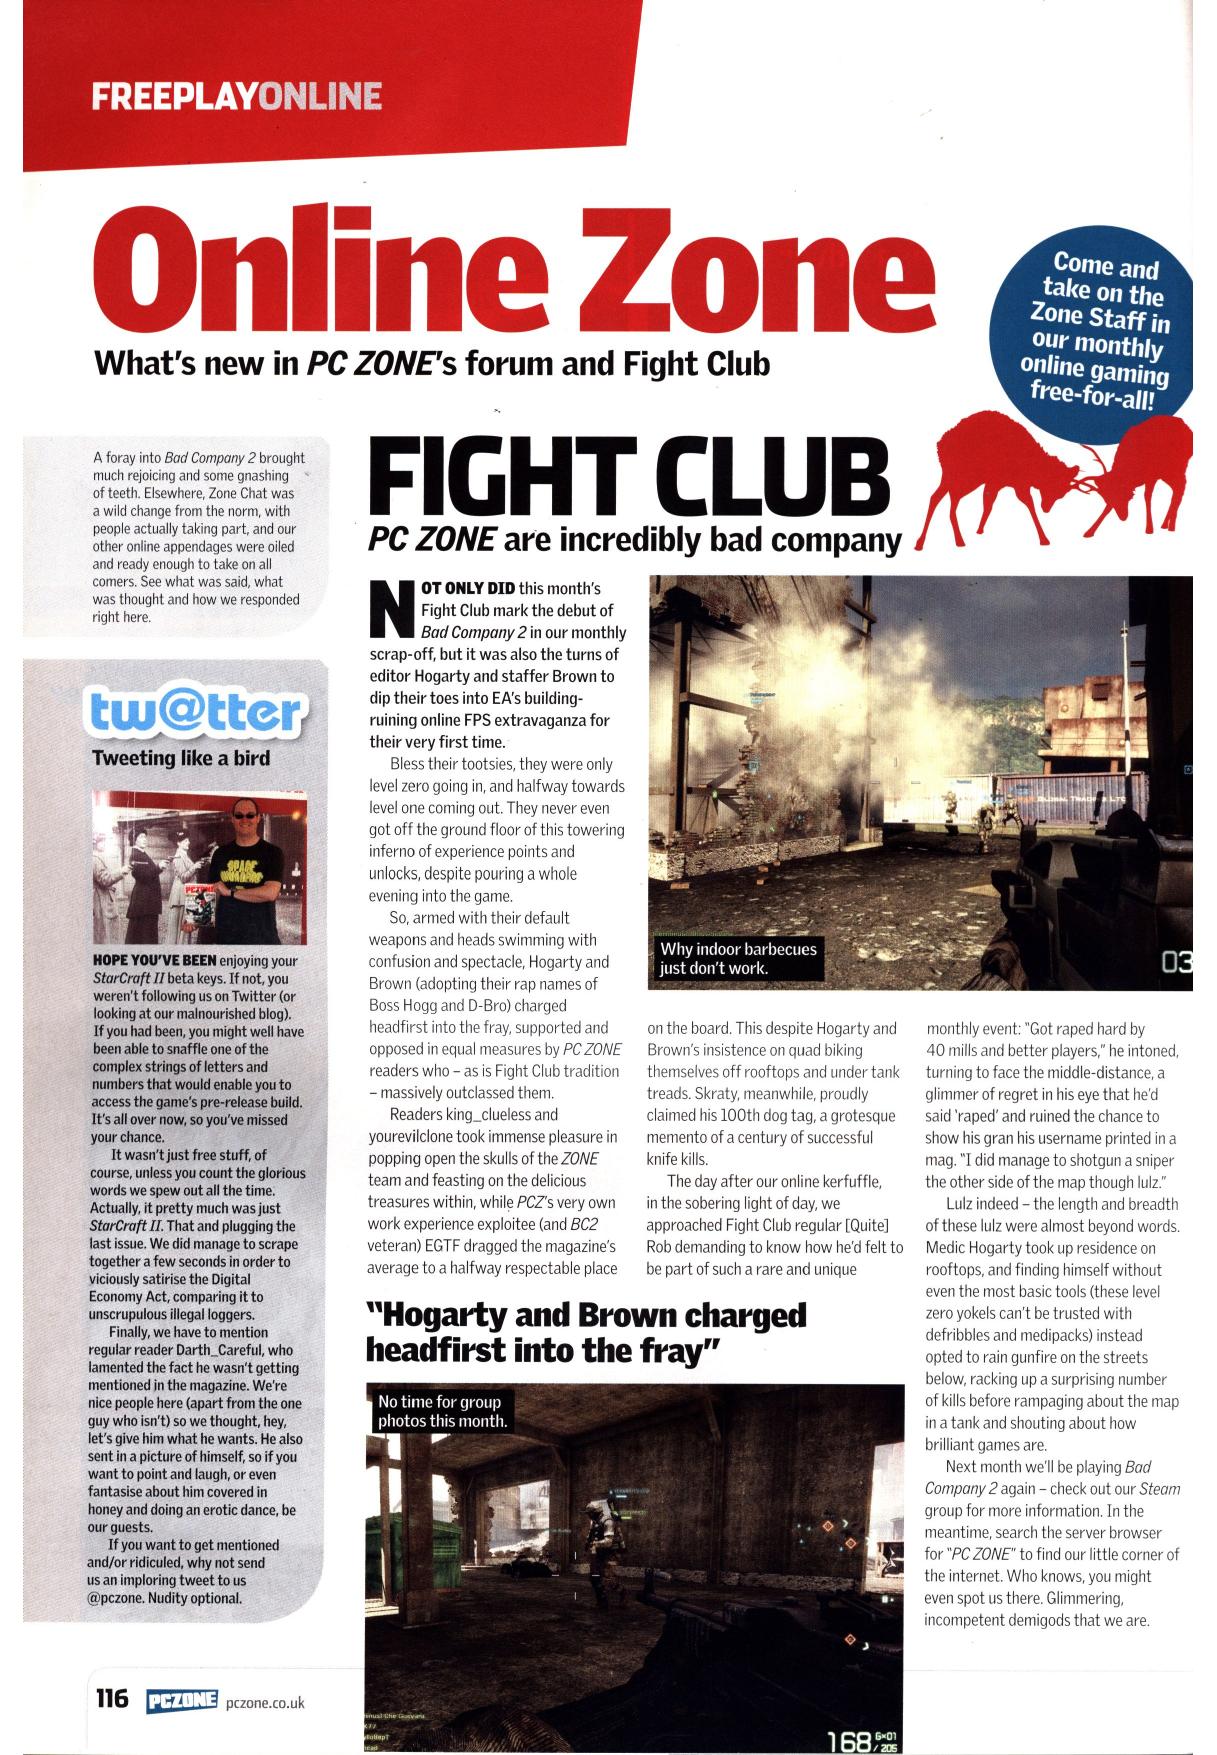 FREEPLAYONLINE
Online Zone
What's new in PC ZONE's forum and Fight Club
Come and
take on the
Zone Staff in
our monthly
online gaming
free-for-all!
A foray into Bad Company 2 brought
much rejoicing and some gnashing
of teeth. Elsewhere, Zone Chat was
a wild change from the norm, with
people actually taking part, and our
other online appendages were oiled
and ready enough to take on all
comers. See what was said, what
was thought and how we responded
right here.
tw@tter
Tweeting like a bird
SPACE
INVADERS
PCZONE
HOPE YOU'VE BEEN enjoying your
StarCraft II beta keys. If not, you
weren't following us on Twitter (or
looking at our malnourished blog).
If you had been, you might well have
been able to snaffle one of the
complex strings of letters and
numbers that would enable you to
access the game's pre-release build.
It's all over now, so you've missed
your chance.
It wasn't just free stuff, of
course, unless you count the glorious
words we spew out all the time.
Actually, it pretty much was just
StarCraft II. That and plugging the
last issue. We did manage to scrape
together a few seconds in order to
viciously satirise the Digital
Economy Act, comparing it to
unscrupulous illegal loggers.
Finally, we have to mention
regular reader Darth_Careful, who
lamented the fact he wasn't getting
mentioned in the magazine. We're
nice people here (apart from the one
guy who isn't) so we thought, hey,
let's give him what he wants. He also
sent in a picture of himself, so if you
want to point and laugh, or even
fantasise about him covered in
honey and doing an erotic dance, be
our guests.
If you want to get mentioned
and/or ridiculed, why not send
us an imploring tweet to us
@pczone. Nudity optional.
FIGHT CLUB
PC ZONE are incredibly bad company
NOT ONLY DID this month's
Fight Club mark the debut of
Bad Company 2 in our monthly
scrap-off, but it was also the turns of
editor Hogarty and staffer Brown to
dip their toes into EA's building-
ruining online FPS extravaganza for
their very first time.
Bless their tootsies, they were only
level zero going in, and halfway towards
level one coming out. They never even
got off the ground floor of this towering
inferno of experience points and
unlocks, despite pouring a whole
evening into the game.
So, armed with their default
weapons and heads swimming with
confusion and spectacle, Hogarty and
Brown (adopting their rap names of
Boss Hogg and D-Bro) charged
headfirst into the fray, supported and
opposed in equal measures by PC ZONE
readers who – as is Fight Club tradition
– massively outclassed them.
Readers king_clueless and
yourevilclone took immense pleasure in
popping open the skulls of the ZONE
team and feasting on the delicious
treasures within, while PCZ's very own
work experience exploitee (and BC2
veteran) EGTF dragged the magazine's
average to a halfway respectable place
Why indoor barbecues
just don't work.
03
on the board. This despite Hogarty and
Brown's insistence on quad biking
themselves off rooftops and under tank
treads. Skraty, meanwhile, proudly
claimed his 100th dog tag, a grotesque
memento of a century of successful
knife kills.
The day after our online kerfuffle,
in the sobering light of day, we
approached Fight Club regular [Quite]
Rob demanding to know how he'd felt to
be part of such a rare and unique
monthly event: "Got raped hard by
40 mills and better players," he intoned,
turning to face the middle-distance, a
glimmer of regret in his eye that he'd
said 'raped' and ruined the chance to
show his gran his username printed in a
mag. "I did manage to shotgun a sniper
the other side of the map though lulz."
Lulz indeed – the length and breadth
of these lulz were almost beyond words.
Medic Hogarty took up residence on
rooftops, and finding himself without
even the most basic tools (these level
zero yokels can't be trusted with
defribbles and medipacks) instead
opted to rain gunfire on the streets
below, racking up a surprising number
of kills before rampaging about the map
in a tank and shouting about how
brilliant games are.
Next month we'll be playing Bad
Company 2 again – check out our Steam
group for more information. In the
meantime, search the server browser
for "PC ZONE" to find our little corner of
the internet. Who knows, you might
even spot us there. Glimmering,
incompetent demigods that we are.
"Hogarty and Brown charged
headfirst into the fray"
No time for group
photos this month.
168 6×01
/ 205
116 PCZONE pczone.co.uk